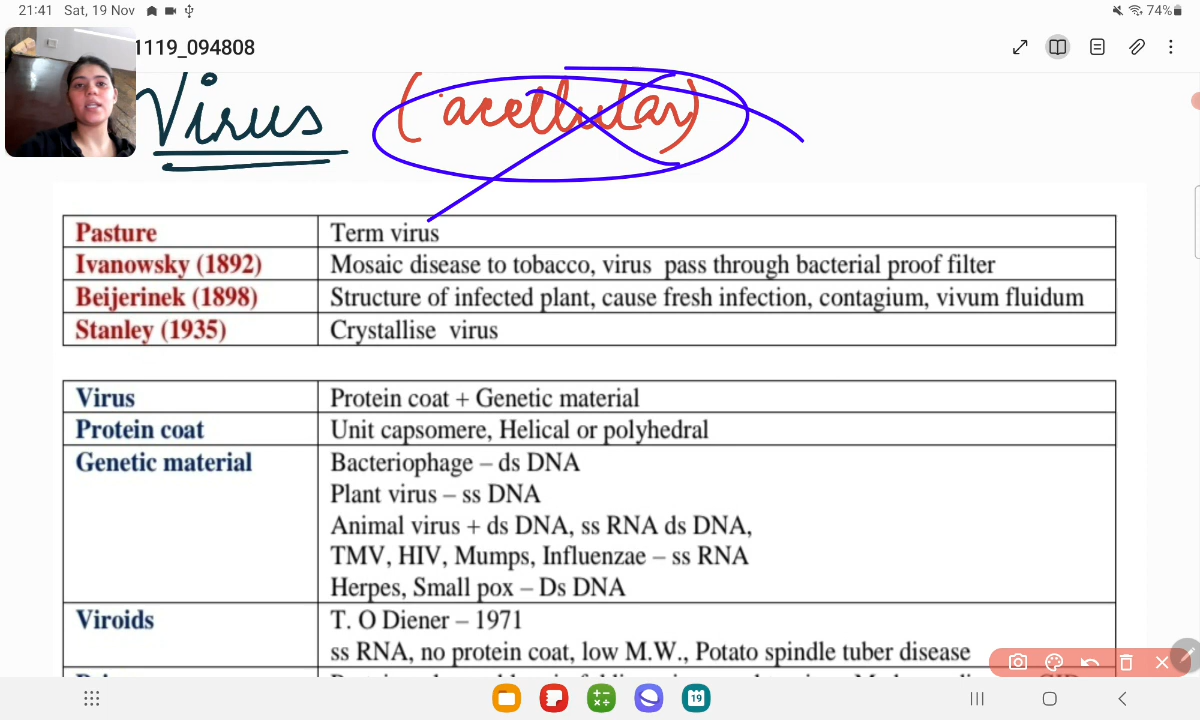 21:41 Sat, 19 Nov 74%
1119_094808
Virus (acellular)
Pasture Term virus
Ivanowsky (1892) Mosaic disease to tobacco, virus pass through bacterial proof filter
Beijerinek (1898) Structure of infected plant, cause fresh infection, contagium, vivum fluidum
Stanley (1935) Crystallise virus
Virus Protein coat + Genetic material
Protein coat Unit capsomere, Helical or polyhedral
Genetic material Bacteriophage – ds DNA
Plant virus – ss DNA
Animal virus + ds DNA, ss RNA ds DNA,
TMV, HIV, Mumps, Influenzae – ss RNA
Herpes, Small pox – Ds DNA
Viroids T. O Diener – 1971
ss RNA, no protein coat, low M.W., Potato spindle tuber disease
19